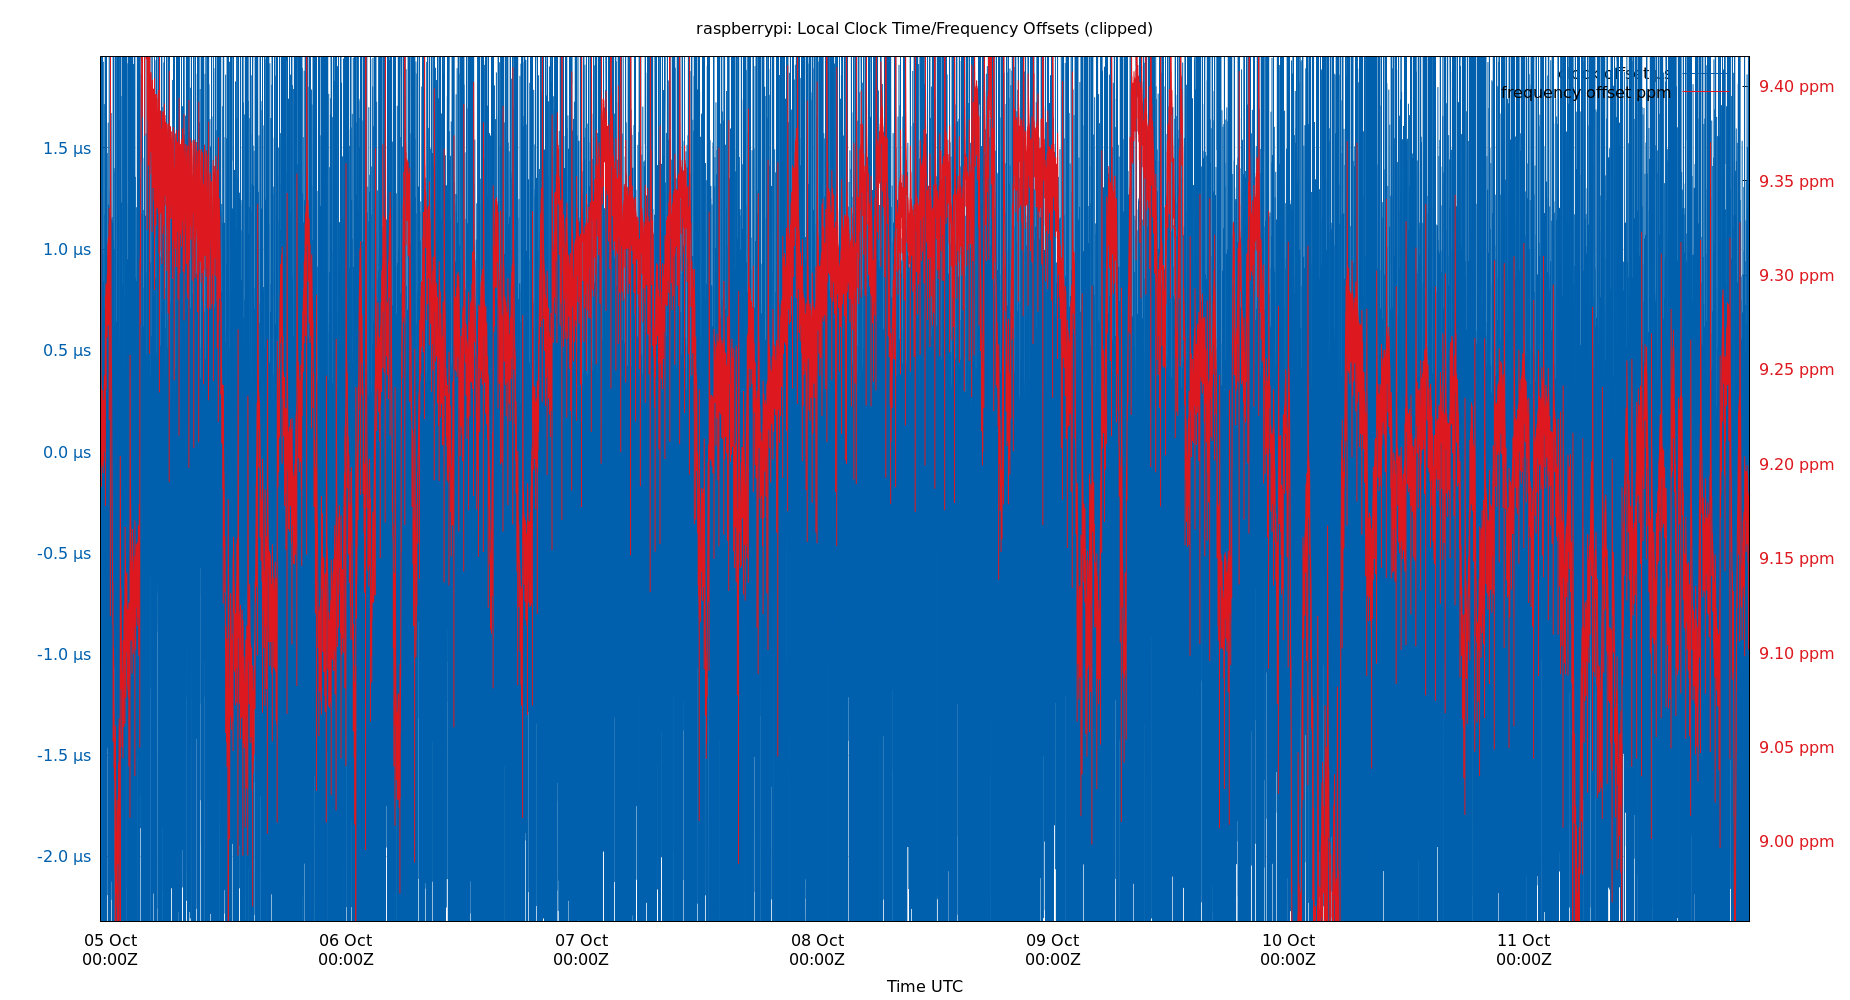 raspberrypi: Local Clock Time/Frequency Offsets (clipped)
clock offset µs
frequency offset ppm
1.5 µs
1.0 µs
0.5 µs
0.0 µs
-0.5 µs
-1.0 µs
-1.5 µs
-2.0 µs
9.40 ppm
9.35 ppm
9.30 ppm
9.25 ppm
9.20 ppm
9.15 ppm
9.10 ppm
9.05 ppm
9.00 ppm
05 Oct 06 Oct 07 Oct 08 Oct 09 Oct 10 Oct 11 Oct
00:00Z 00:00Z 00:00Z 00:00Z 00:00Z 00:00Z 00:00Z
Time UTC